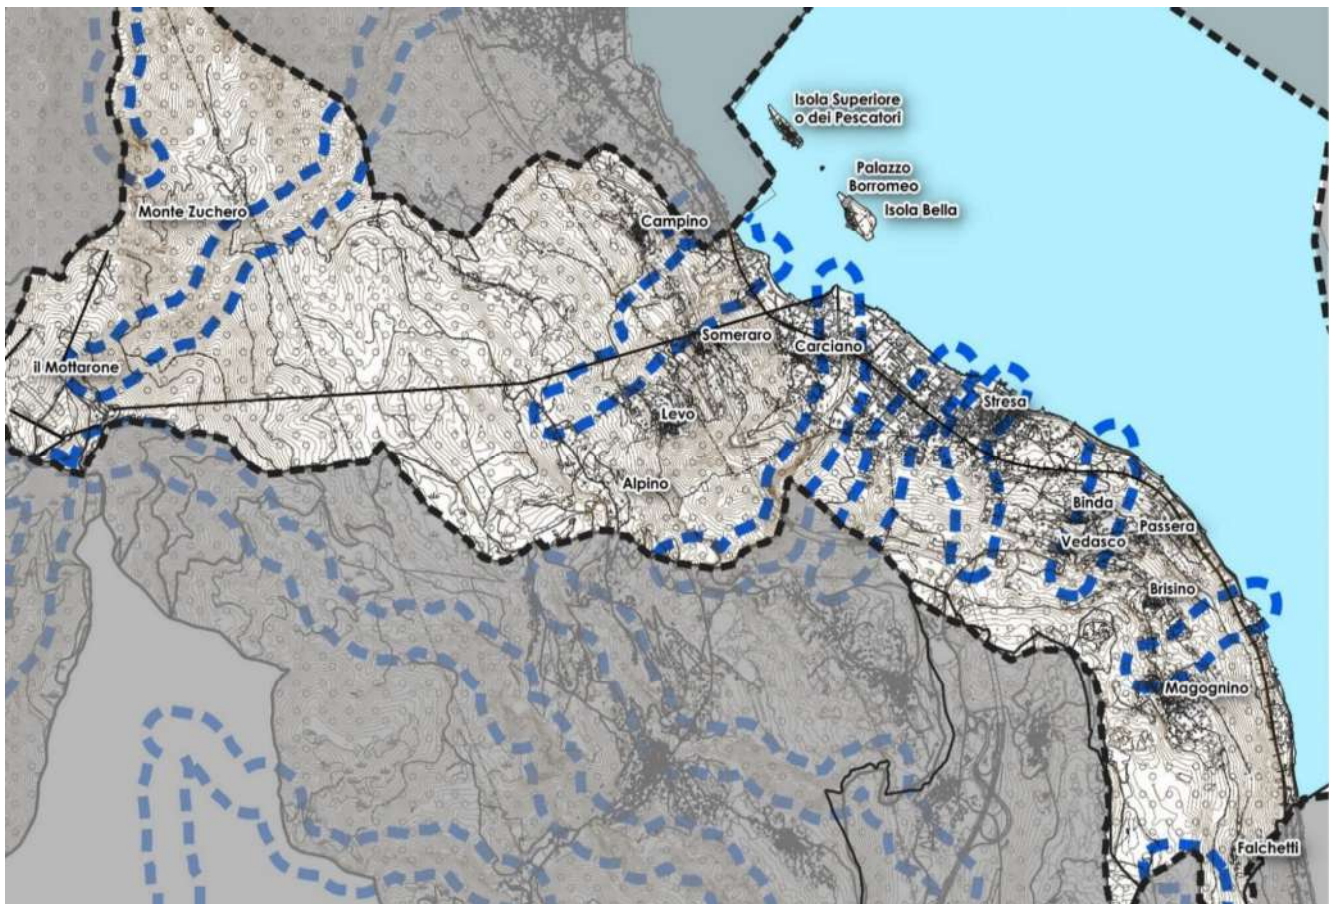 Isola Superiore
o dei Pescatori
Palazzo
Borromeo
Isola Bella
Monte Zuchero
Campino
Someraro
Carciano
il Mottarone
Stresa
Levo
Alpino
Binda
Passera
Vedasco
Brisino
Magognino
Falchetti